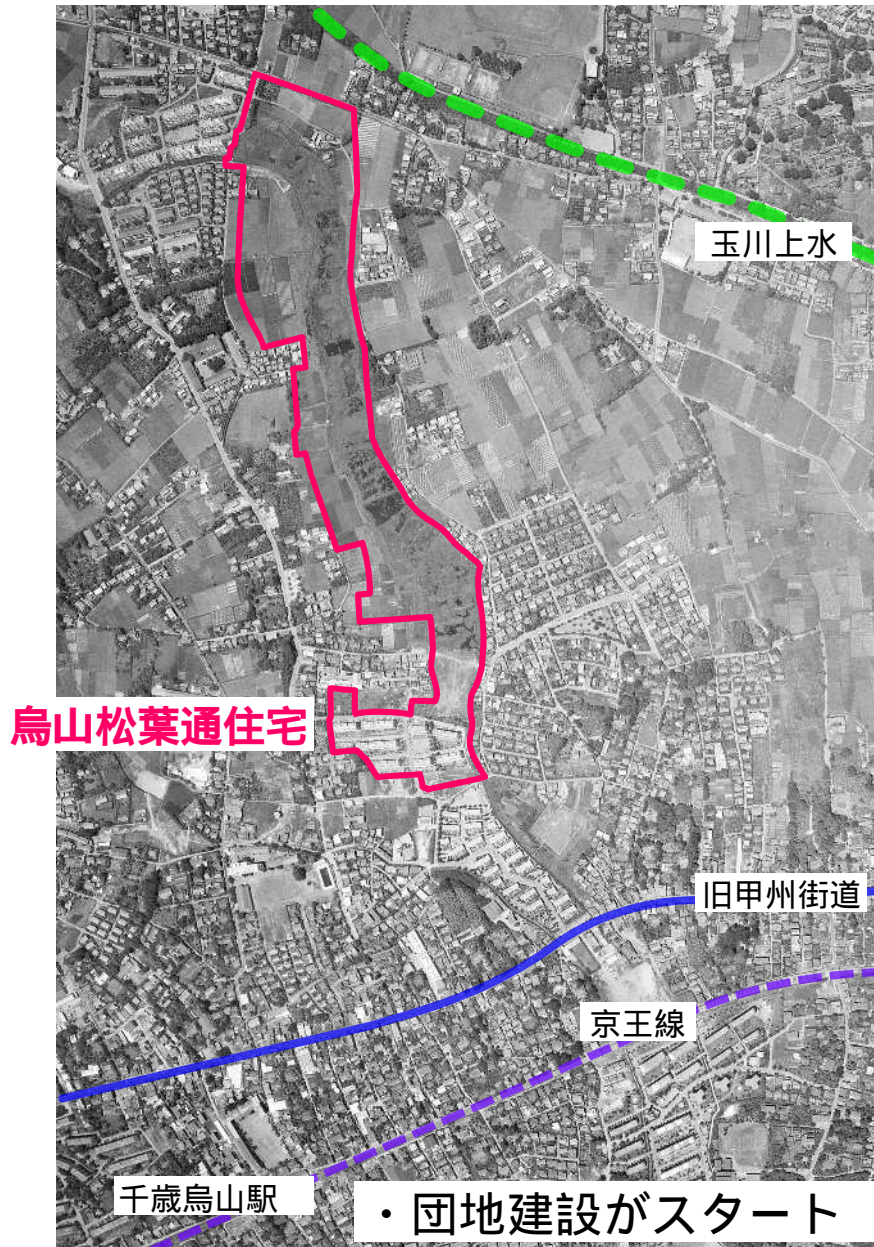 玉川上水
烏山松葉通住宅
旧甲州街道
京王線
千歳烏山駅
・団地建設がスタート